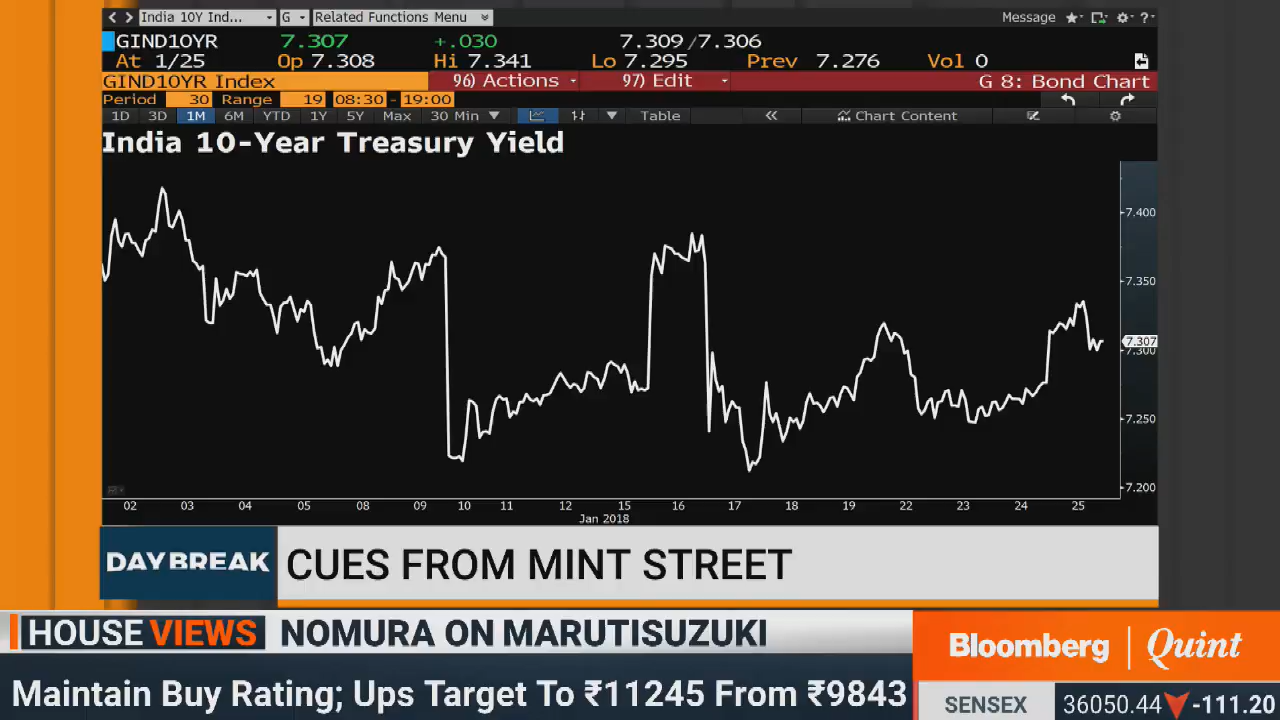 India 10Y Ind... G Related Functions Menu Message
GIND10YR 7.307 +.030 7.309/7.306
At 1/25 Op 7.308 Hi 7.341 Lo 7.295 Prev 7.276 Vol 0
GIND10YR Index 96) Actions 97) Edit G 8: Bond Chart
Period 30 Range 19 08:30 - 19:00
1D 3D 1M 6M YTD 1Y 5Y Max 30 Min Table Chart Content
India 10-Year Treasury Yield
7.400
7.350
7.307
7.300
7.250
7.200
02 03 04 05 08 09 10 11 12 15 16 17 18 19 22 23 24 25
Jan 2018
DAYBREAK CUES FROM MINT STREET
HOUSE VIEWS NOMURA ON MARUTISUZUKI
Bloomberg | Quint
Maintain Buy Rating; Ups Target To ₹11245 From ₹9843
SENSEX 36050.44 -111.20